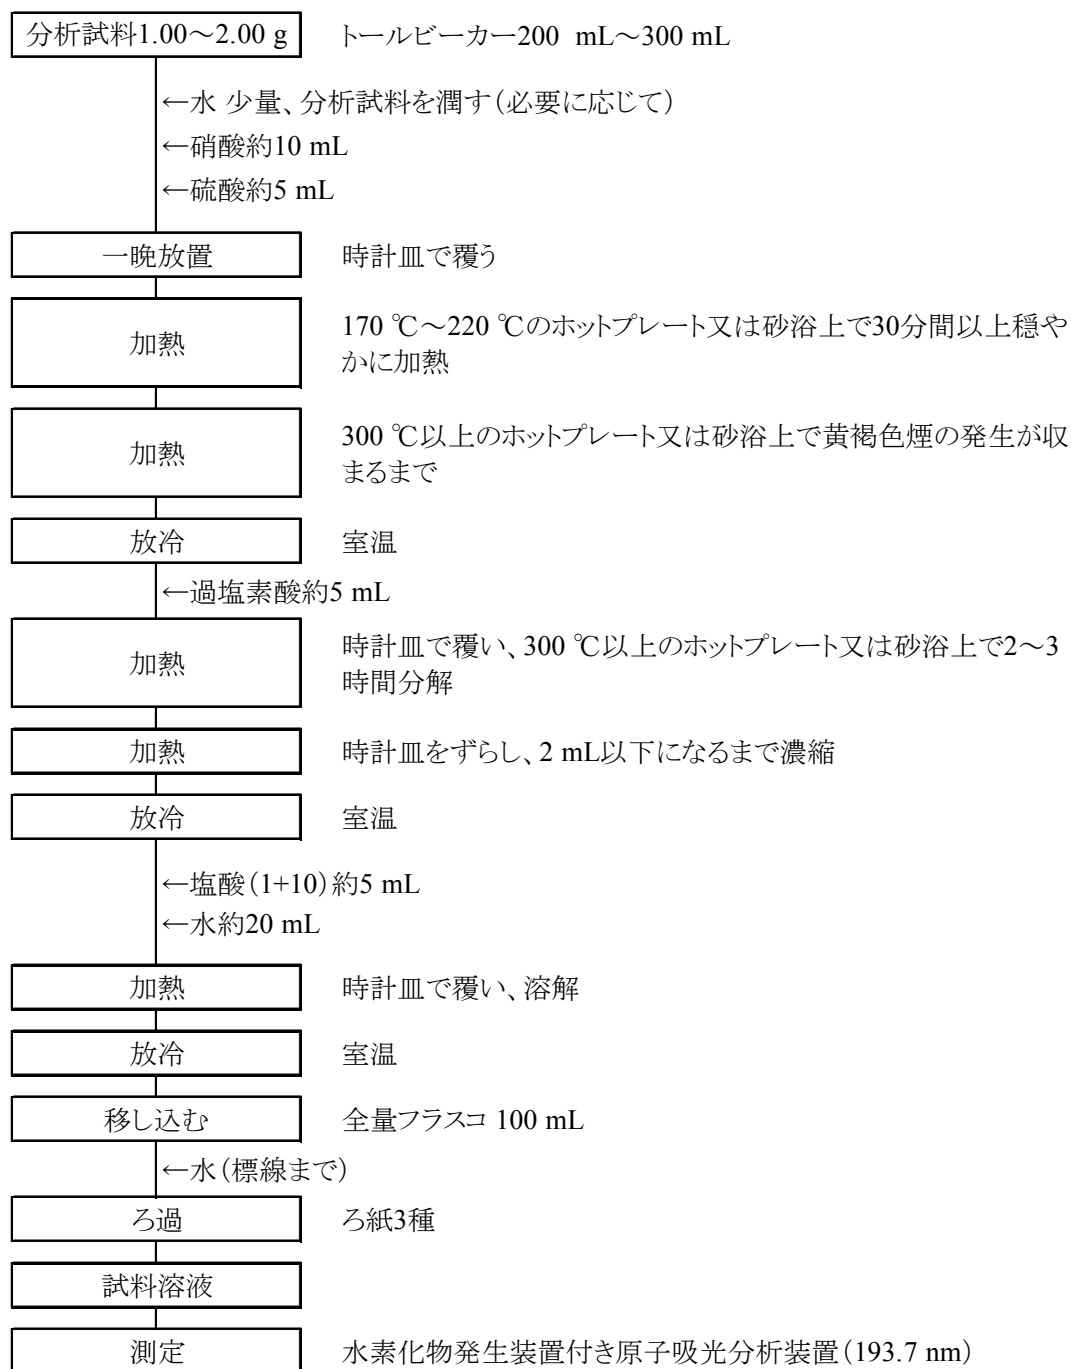 分析試料1.00～2.00 g トールビーカー200 mL～300 mL
←水 少量、分析試料を潤す（必要に応じて）
←硝酸約10 mL
←硫酸約5 mL
一晩放置 時計皿で覆う
加熱 170 ℃～220 ℃のホットプレート又は砂浴上で30分間以上穏や
かに加熱
加熱 300 ℃以上のホットプレート又は砂浴上で黄褐色煙の発生が収
まるまで
放冷 室温
←過塩素酸約5 mL
加熱 時計皿で覆い、300 ℃以上のホットプレート又は砂浴上で2～3
時間分解
加熱 時計皿をずらし、2 mL以下になるまで濃縮
放冷 室温
←塩酸（1+10）約5 mL
←水約20 mL
加熱 時計皿で覆い、溶解
放冷 室温
移し込む 全量フラスコ 100 mL
←水（標線まで）
ろ過 ろ紙3種
試料溶液
測定 水素化物発生装置付き原子吸光分析装置（193.7 nm）